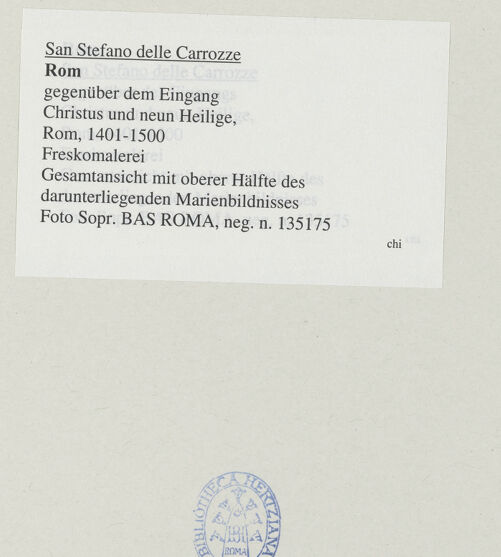 San Stefano delle Carrozze
Rom
gegenüber dem Eingang
Christus und neun Heilige,
Rom, 1401-1500
Freskomalerei
Gesamtansicht mit oberer Hälfte des
darunterliegenden Marienbildnisses
Foto Sopr. BAS ROMA, neg. n. 135175
chi
BIBLIOTHECA HERTZIANA
ROMA